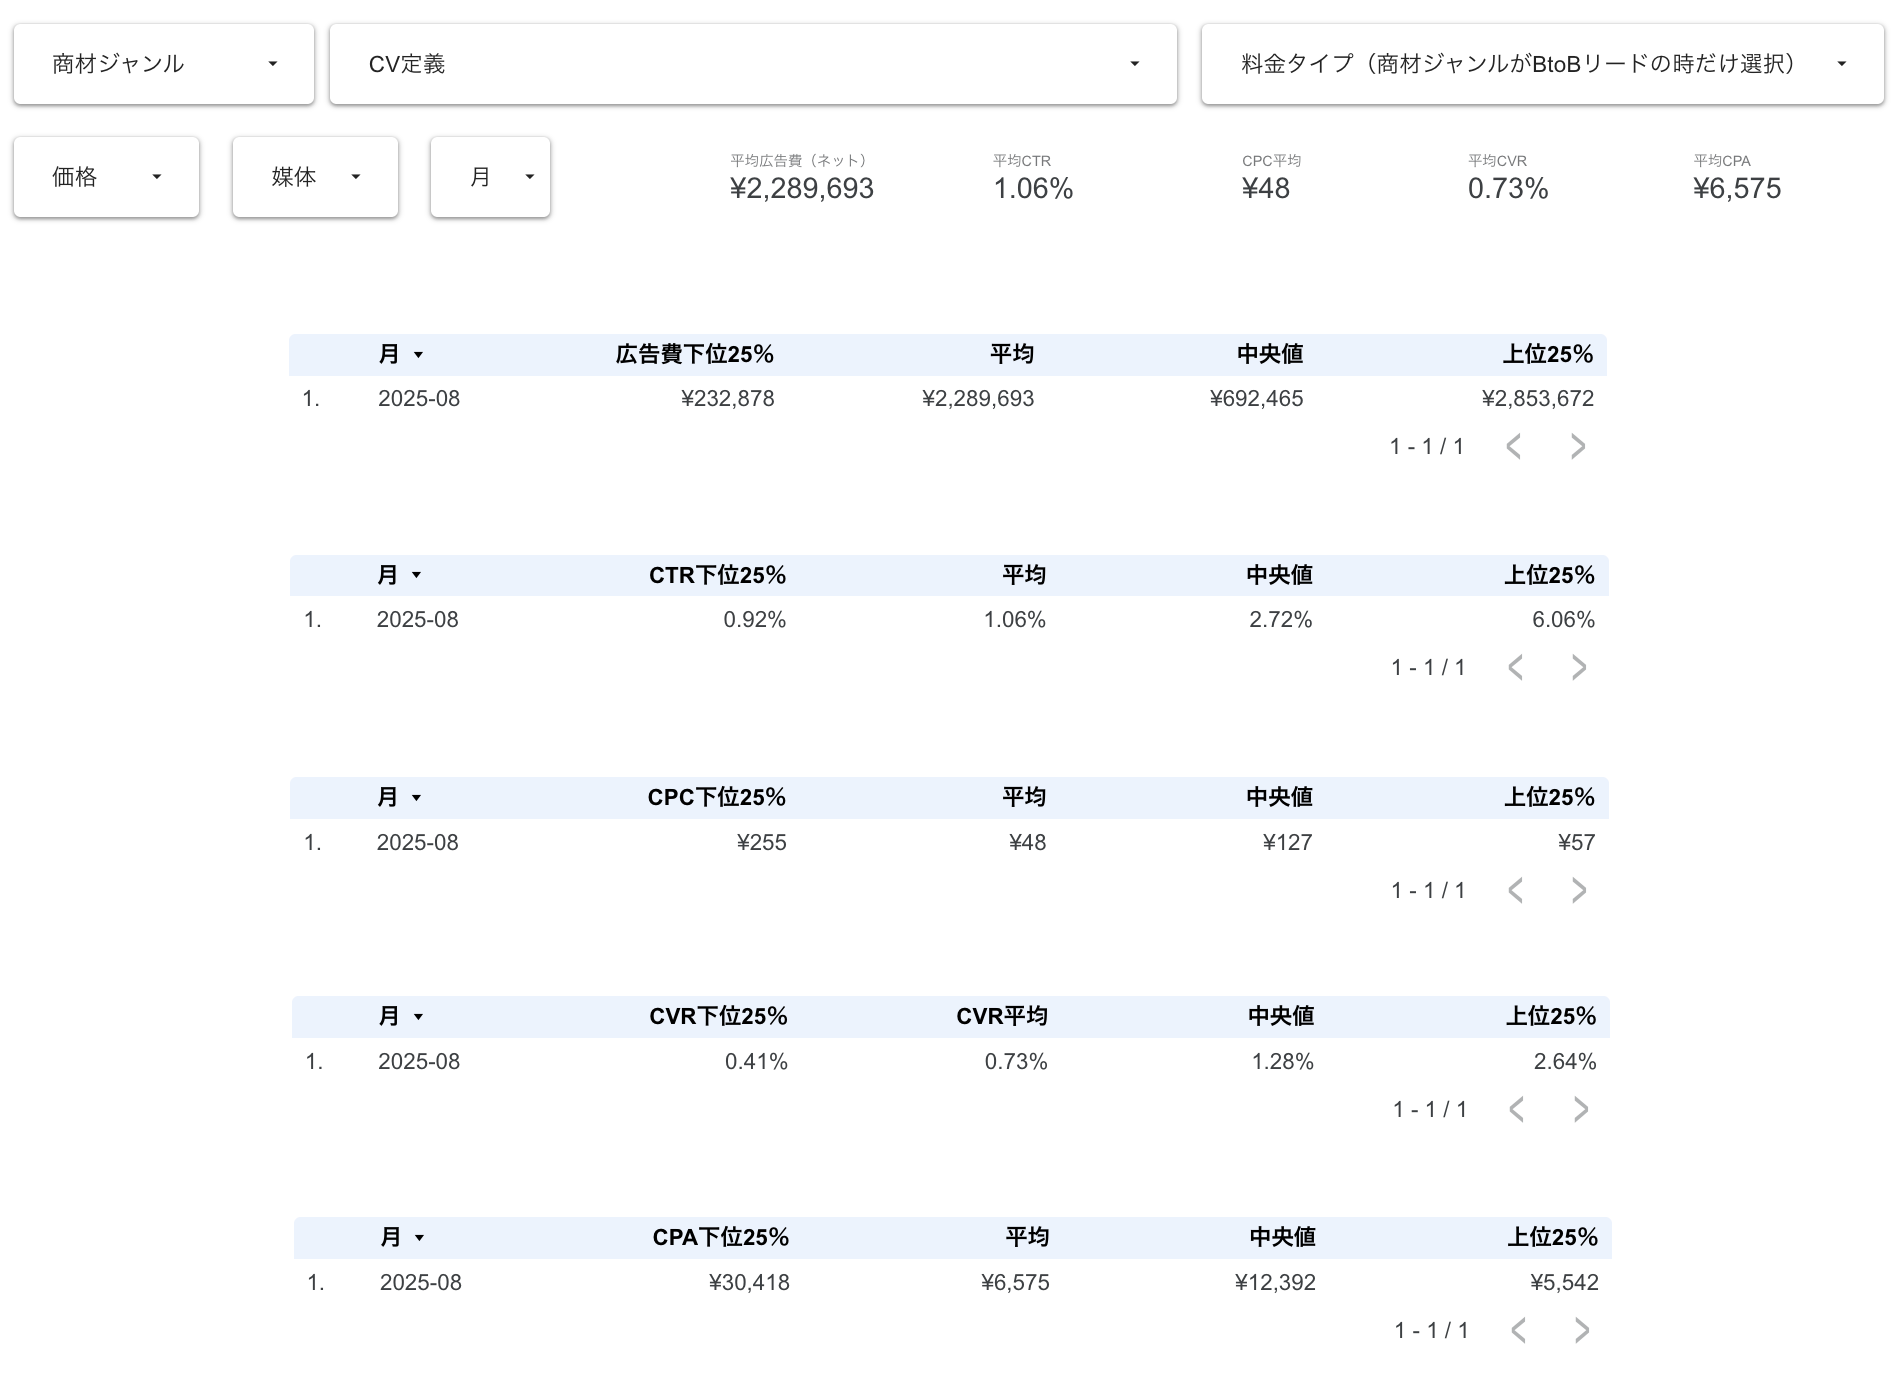 商材ジャンル CV定義 料金タイプ（商材ジャンルがBtoBリードの時だけ選択）
価格 媒体 月
平均広告費（ネット） 平均CTR CPC平均 平均CVR 平均CPA
¥2,289,693 1.06% ¥48 0.73% ¥6,575
月 広告費下位25% 平均 中央値 上位25%
1. 2025-08 ¥232,878 ¥2,289,693 ¥692,465 ¥2,853,672
1 - 1 / 1
月 CTR下位25% 平均 中央値 上位25%
1. 2025-08 0.92% 1.06% 2.72% 6.06%
1 - 1 / 1
月 CPC下位25% 平均 中央値 上位25%
1. 2025-08 ¥255 ¥48 ¥127 ¥57
1 - 1 / 1
月 CVR下位25% CVR平均 中央値 上位25%
1. 2025-08 0.41% 0.73% 1.28% 2.64%
1 - 1 / 1
月 CPA下位25% 平均 中央値 上位25%
1. 2025-08 ¥30,418 ¥6,575 ¥12,392 ¥5,542
1 - 1 / 1